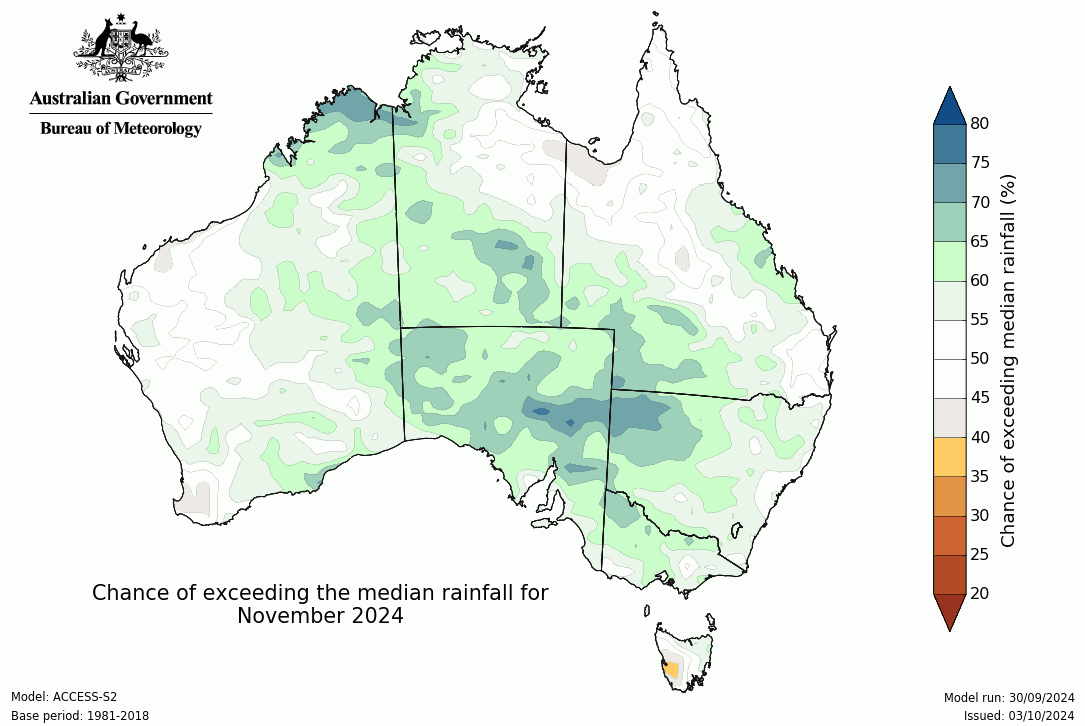 Australian Government
Bureau of Meteorology
80
75
70
65
60
55
50
45
40
35
30
25
20
Chance of exceeding median rainfall (%)
Chance of exceeding the median rainfall for
November 2024
Model: ACCESS-S2
Base period: 1981-2018
Model run: 30/09/2024
Issued: 03/10/2024